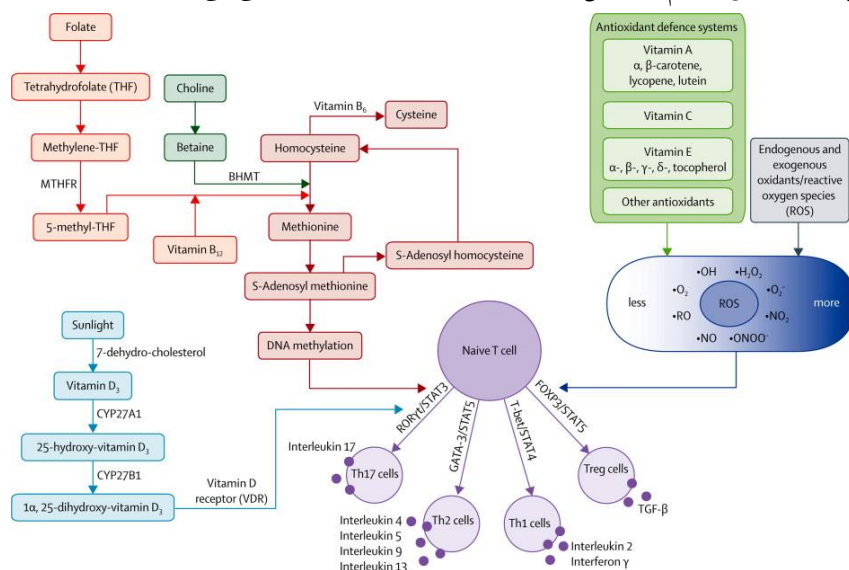 Folate
Tetrahydrofolate (THF)
Methylene-THF
MTHFR
5-methyl-THF
Choline
Betaine
BHMT
Vitamin B₁₂
Vitamin B₆
Cysteine
Homocysteine
Methionine
S-Adenosyl homocysteine
S-Adenosyl methionine
DNA methylation
Antioxidant defence systems
Vitamin A
α, β-carotene,
lycopene, lutein
Vitamin C
Vitamin E
α-, β-, γ-, δ-, tocopherol
Other antioxidants
Endogenous and
exogenous
oxidants/reactive
oxygen species
(ROS)
less
•OH
•H₂O₂
•O₂
•O₂⁻
ROS
more
•RO
•NO₂
•NO
•ONOO⁻
Sunlight
7-dehydro-cholesterol
Vitamin D₃
CYP27A1
25-hydroxy-vitamin D₃
CYP27B1
1α, 25-dihydroxy-vitamin D₃
Vitamin D
receptor (VDR)
Naive T cell
RORγt/STAT3
GATA-3/STAT5
T-bet/STAT4
FOXP3/STAT5
Interleukin 17
Th17 cells
Interleukin 4
Interleukin 5
Interleukin 9
Interleukin 13
Th2 cells
Th1 cells
Interleukin 2
Interferon γ
Treg cells
TGF-β